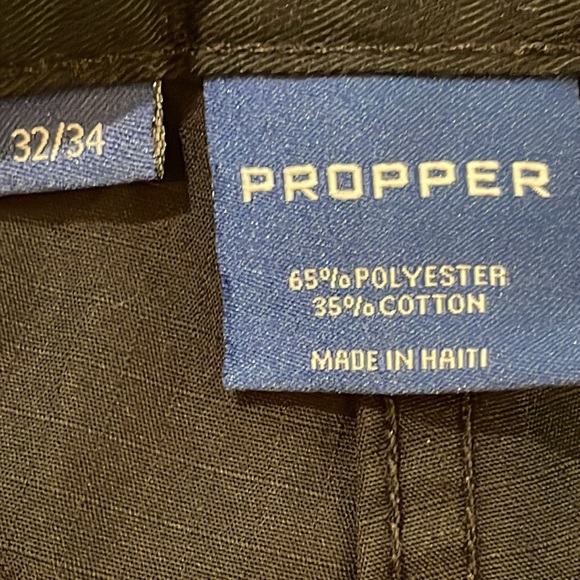 32/34
PROPPER
65% POLYESTER
35% COTTON
MADE IN HAITI